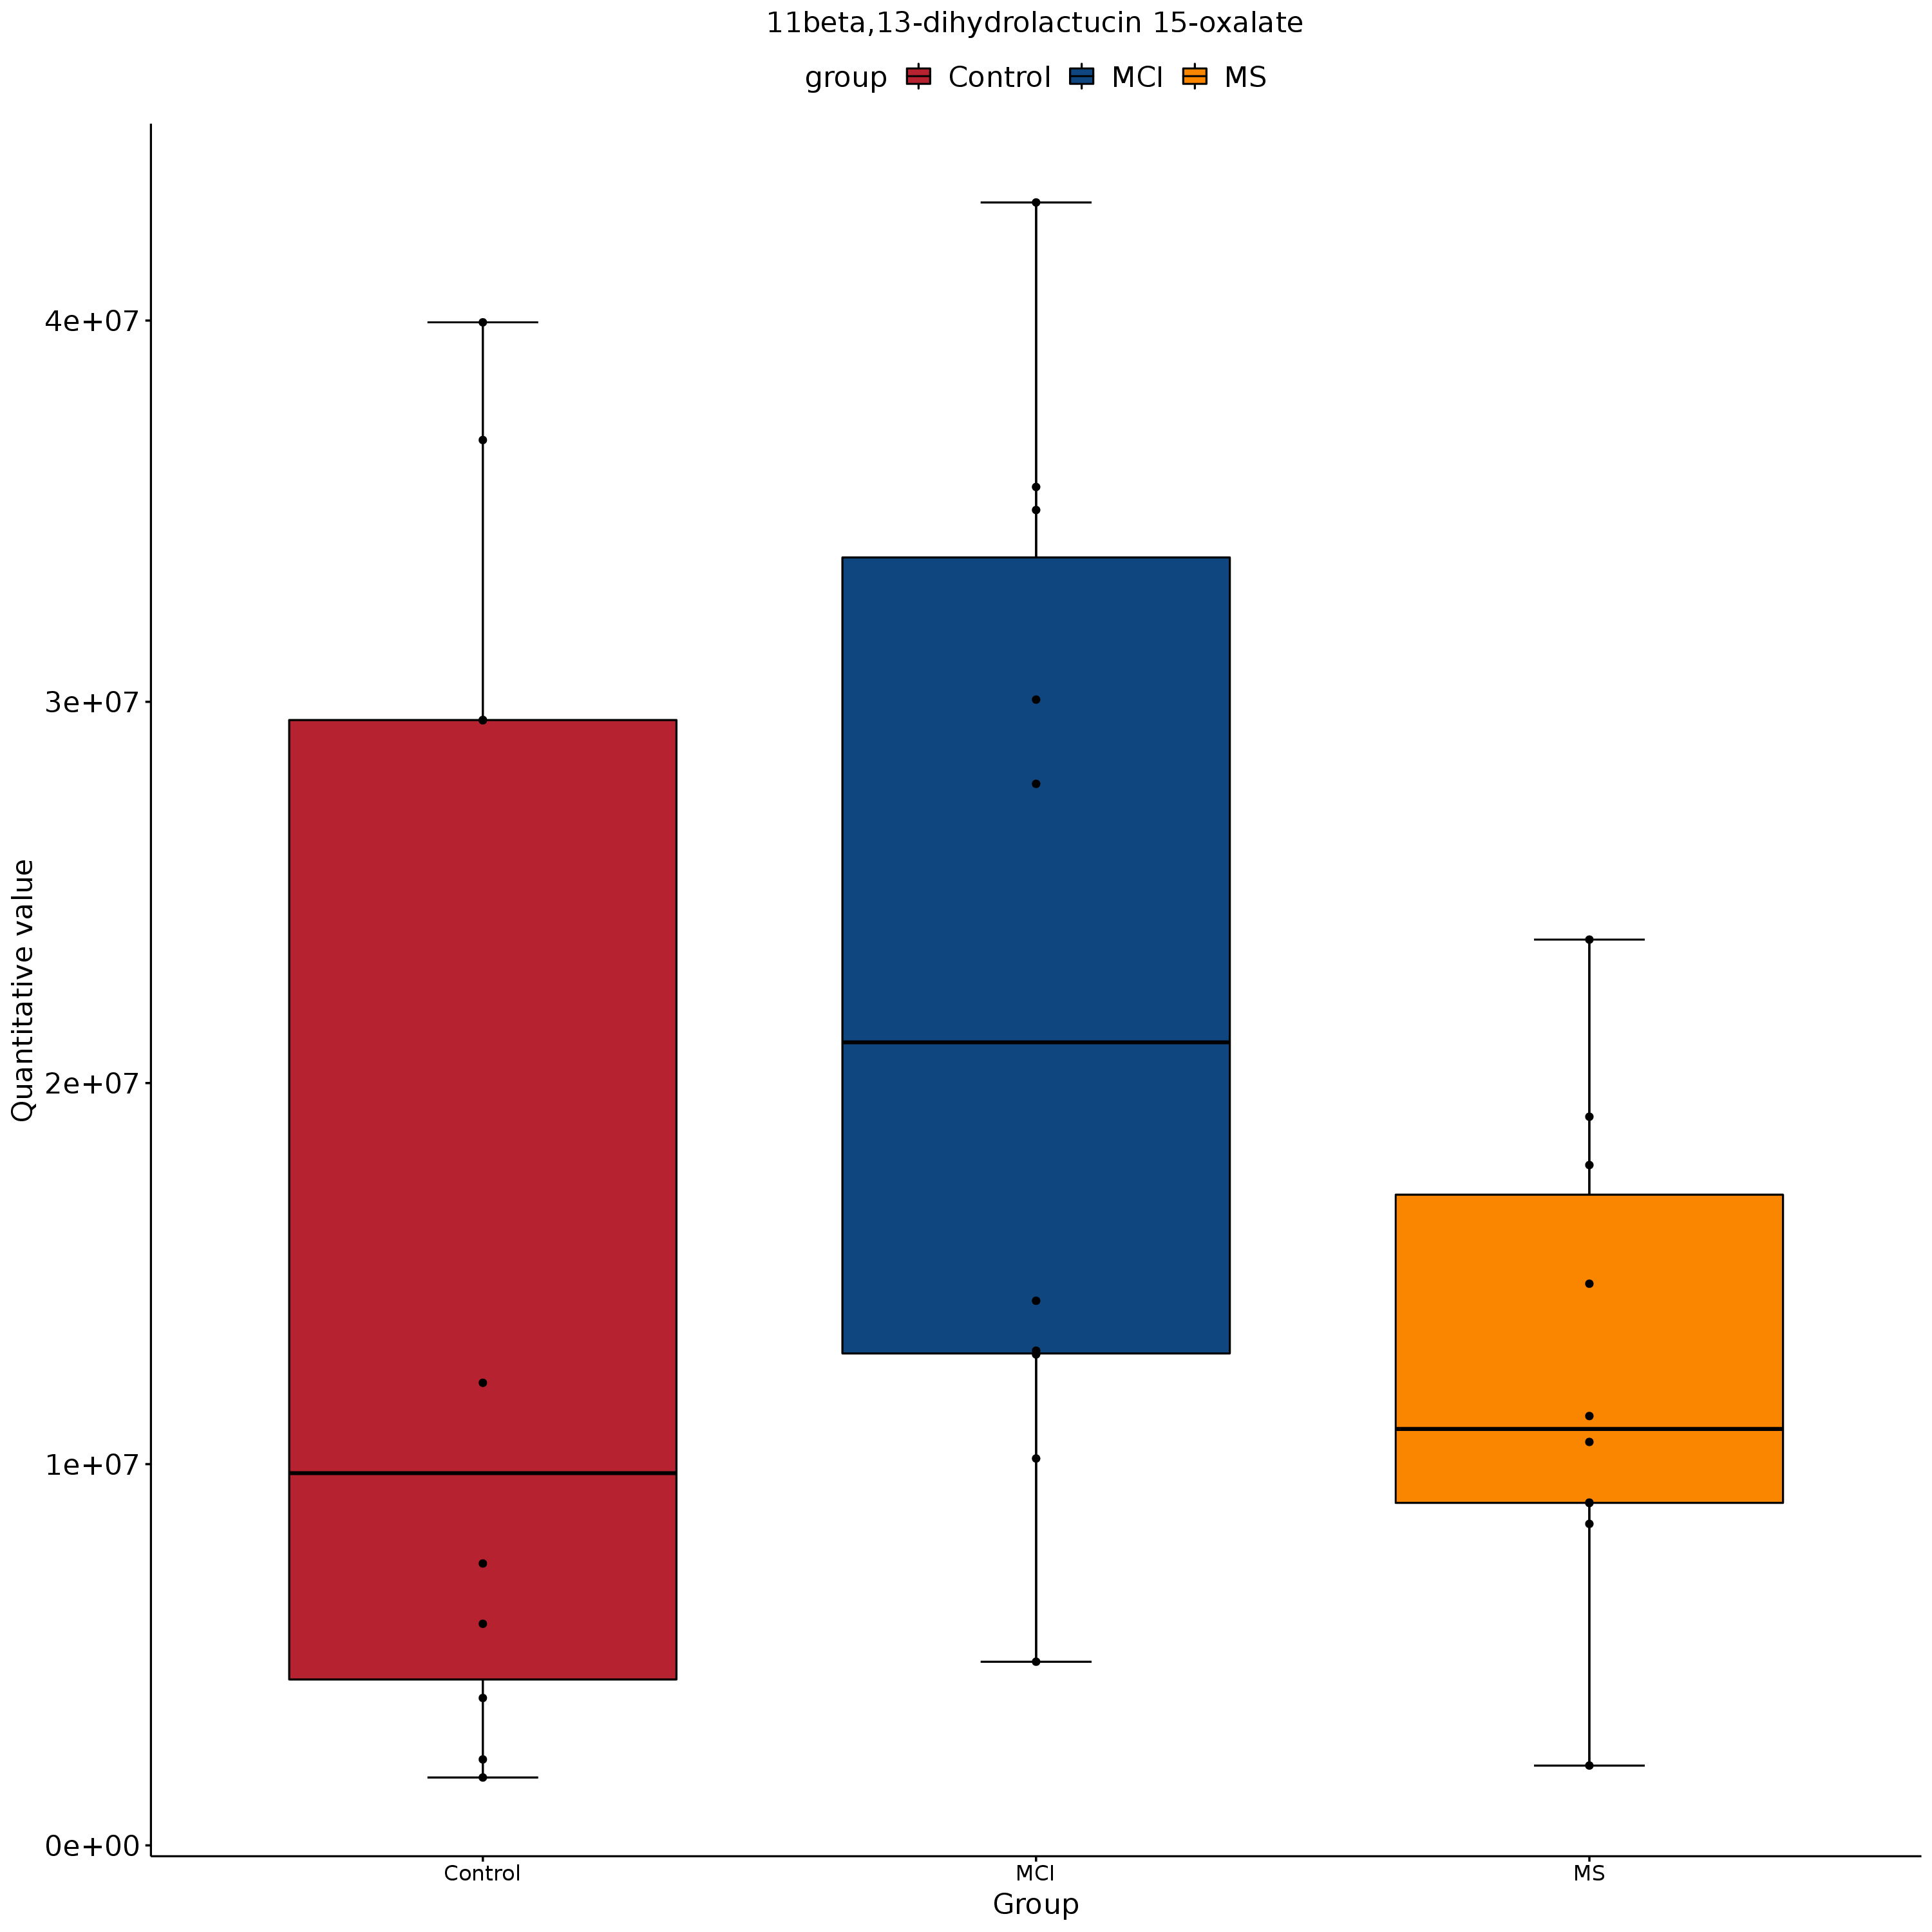 11beta,13-dihydrolactucin 15-oxalate
group Control MCI MS
Quantitative value
4e+07
3e+07
2e+07
1e+07
0e+00
Control MCI MS
Group